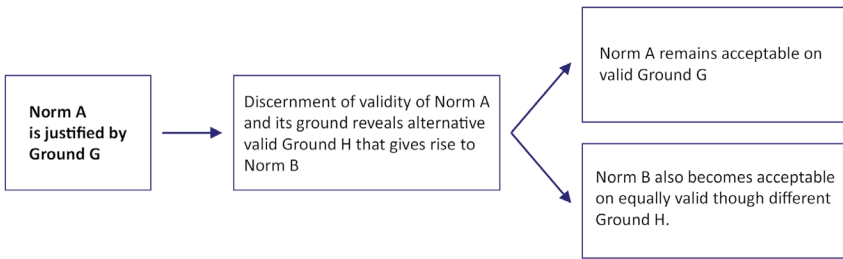 Norm A
is justified by
Ground G
Discernment of validity of Norm A
and its ground reveals alternative
valid Ground H that gives rise to
Norm B
Norm A remains acceptable on
valid Ground G
Norm B also becomes acceptable
on equally valid though different
Ground H.